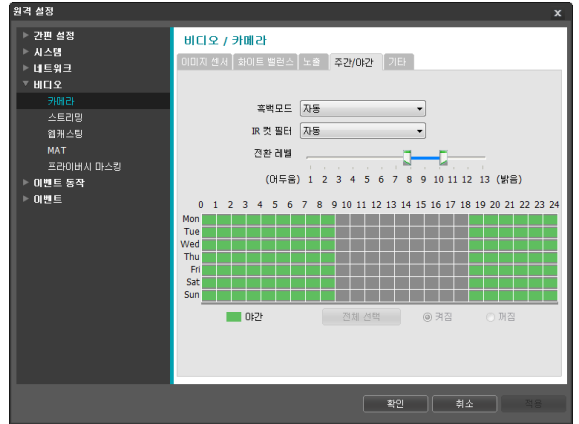 원격 설정 x
간편 설정
시스템
네트워크
비디오
카메라
스트리밍
웹캐스팅
MAT
프라이버시 마스킹
이벤트 동작
이벤트
비디오 / 카메라
이미지 센서 화이트 밸런스 노출 주간/야간 기타
흑백모드 자동
IR 컷 필터 자동
전환 레벨
(어두움) 1 2 3 4 5 6 7 8 9 10 11 12 13 (밝음)
0 1 2 3 4 5 6 7 8 9 10 11 12 13 14 15 16 17 18 19 20 21 22 23 24
Mon
Tue
Wed
Thu
Fri
Sat
Sun
야간 전체 선택 켜짐 꺼짐
확인 취소 적용